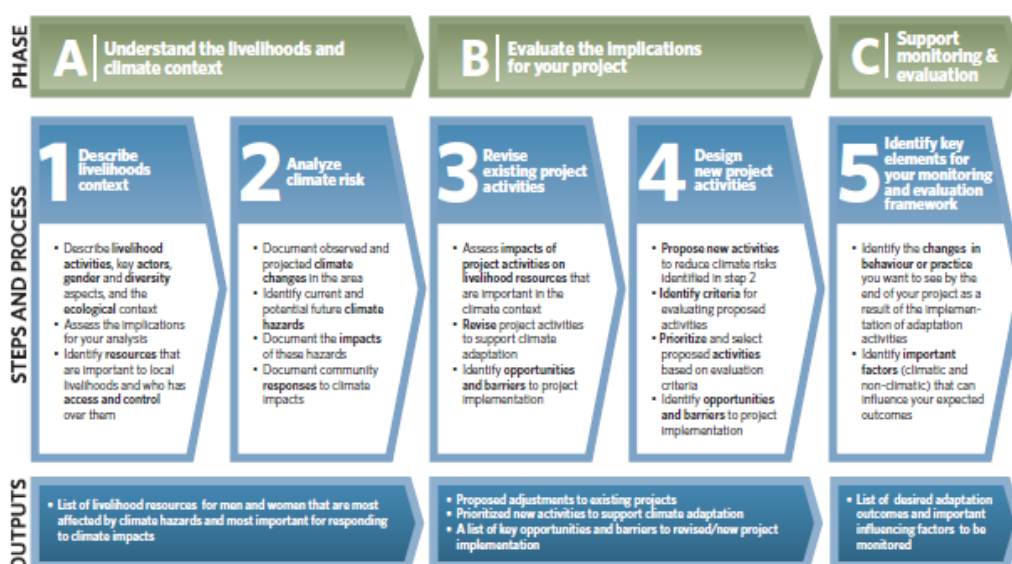 PHASE
A
Understand the livelihoods and
climate context
B
Evaluate the implications
for your project
C
Support
monitoring &
evaluation
STEPS AND PROCESS
1
Describe
livelihoods
context
▪ Describe livelihood
activities, key actors,
gender and diversity
aspects, and the
ecological context
▪ Assess the implications
for your analysis
▪ Identify resources that
are important to local
livelihoods and who has
access and control
over them
2
Analyze
climate risk
▪ Document observed and
projected climate
changes in the area
▪ Identify current and
potential future climate
hazards
▪ Document the impacts
of these hazards
▪ Document community
responses to climate
impacts
3
Revise
existing project
activities
▪ Assess impacts of
project activities on
livelihood resources that
are important in the
climate context
▪ Revise project activities
to support climate
adaptation
▪ Identify opportunities
and barriers to project
implementation
4
Design
new project
activities
▪ Propose new activities
to reduce climate risks
identified in step 2
▪ Identify criteria for
evaluating proposed
activities
▪ Prioritize and select
proposed activities
based on evaluation
criteria
▪ Identify opportunities
and barriers to project
implementation
5
Identify key
elements for
your monitoring
and evaluation
framework
▪ Identify the changes in
behaviour or practice
you want to see by the
end of your project as a
result of the implemen-
tation of adaptation
activities
▪ Identify important
factors (climatic and
non-climatic) that can
influence your expected
outcomes
OUTPUTS
▪ List of livelihood resources for men and women that are most
affected by climate hazards and most important for responding
to climate impacts
▪ Proposed adjustments to existing projects
▪ Prioritized new activities to support climate adaptation
▪ A list of key opportunities and barriers to revised/new project
implementation
▪ List of desired adaptation
outcomes and important
influencing factors to be
monitored